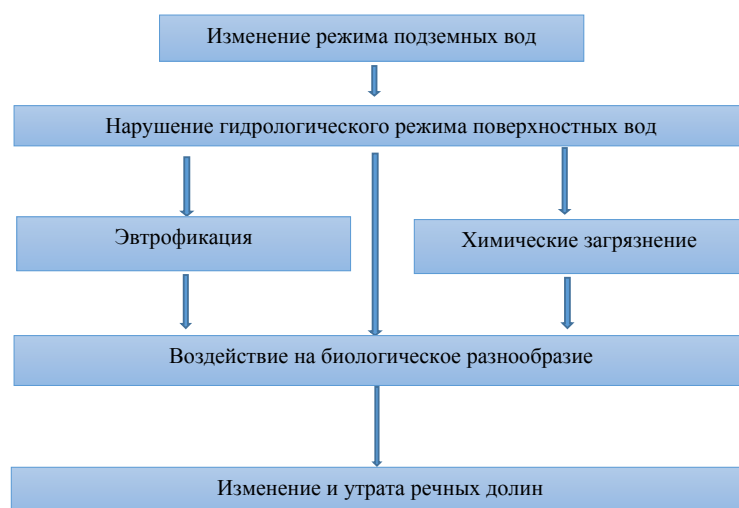 Изменение режима подземных вод
Нарушение гидрологического режима поверхностных вод
Эвтрофикация
Химические загрязнение
Воздействие на биологическое разнообразие
Изменение и утрата речных долин